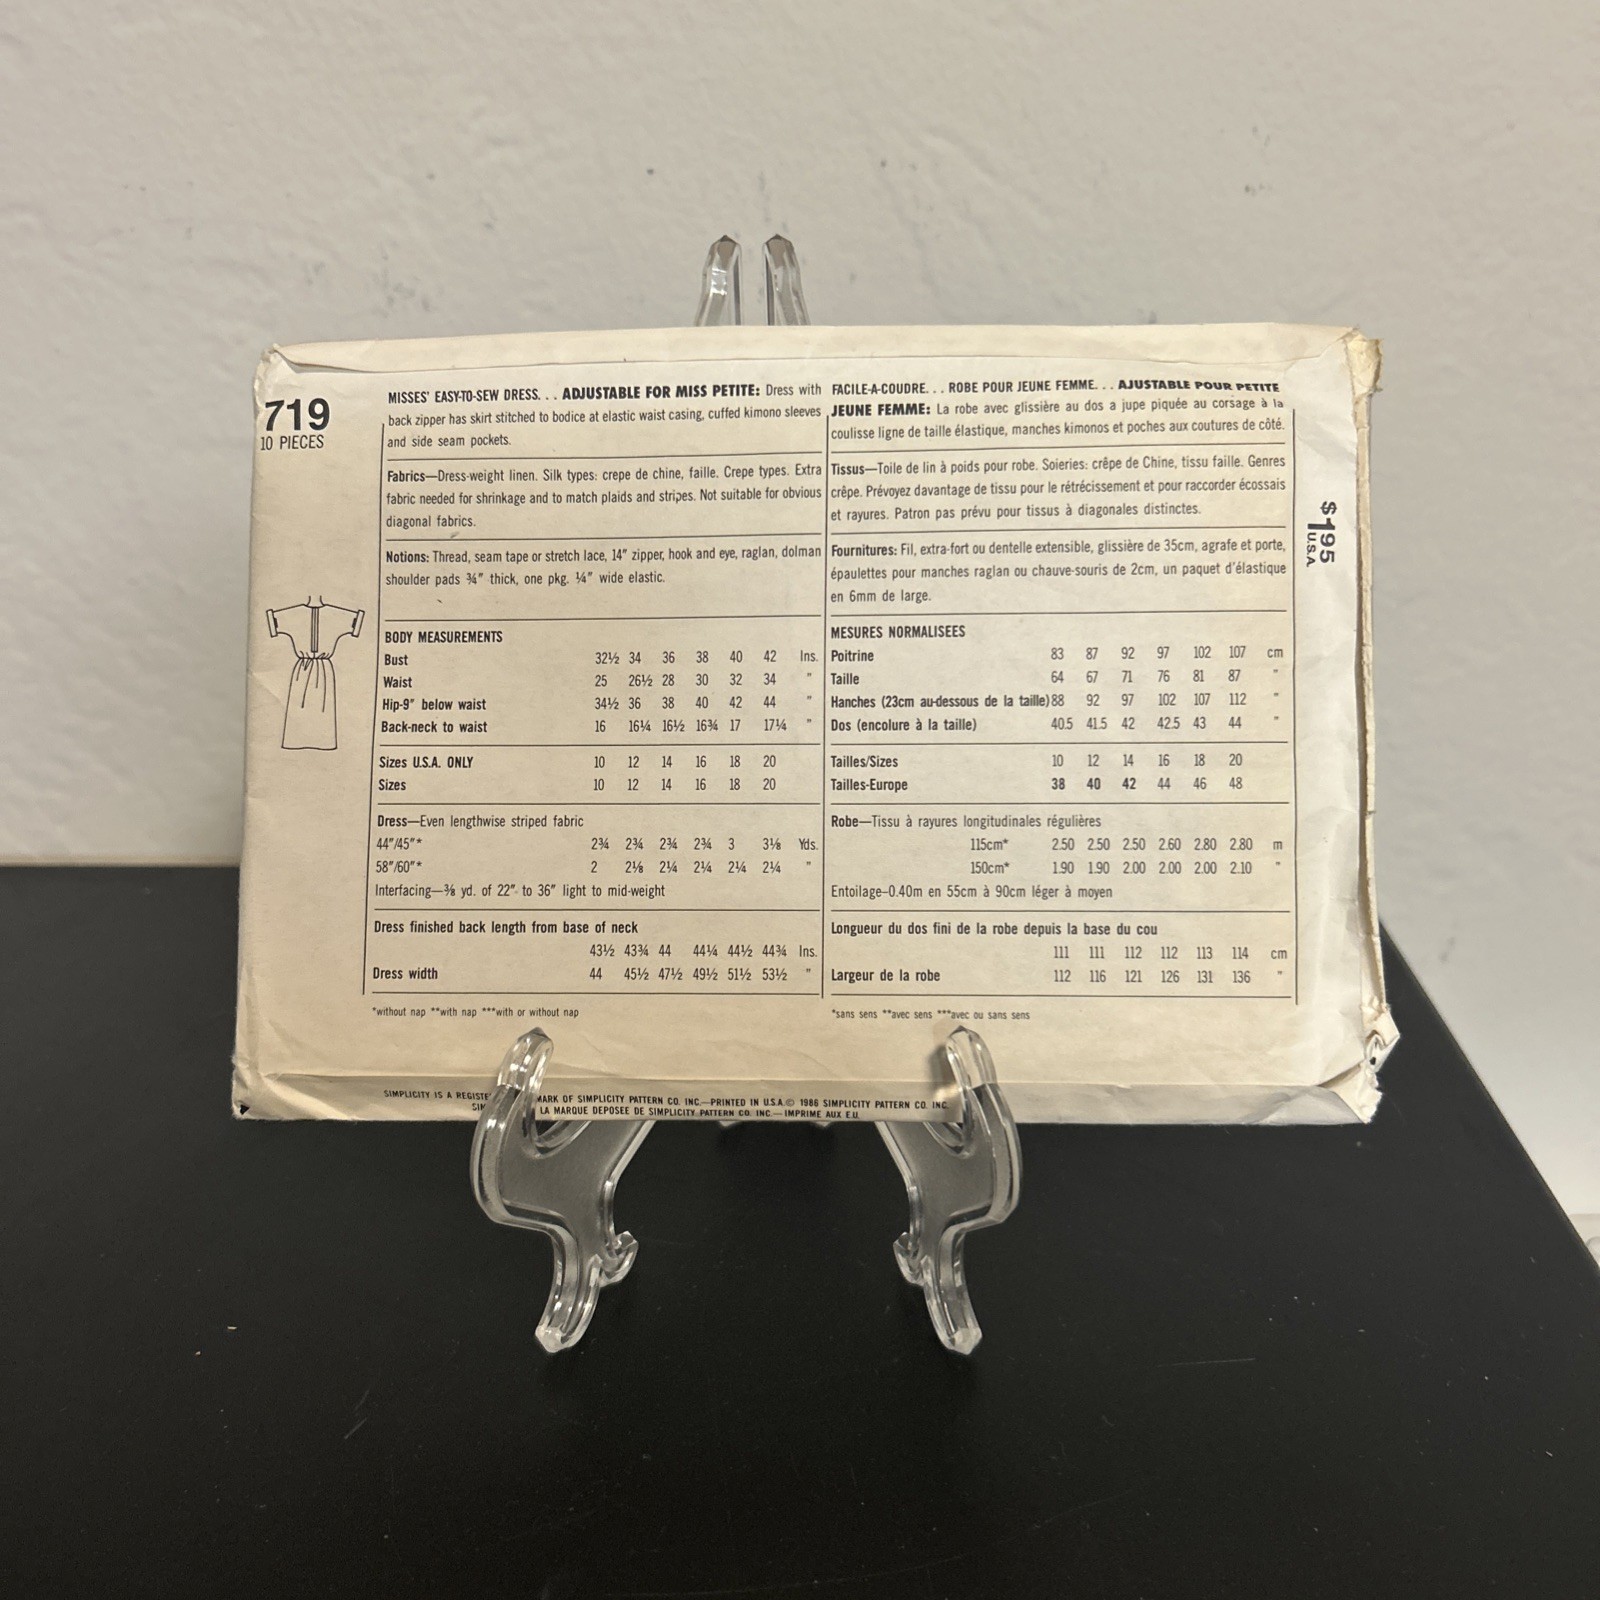 719
10 PIECES
MISSES' EASY-TO-SEW DRESS. . . ADJUSTABLE FOR MISS PETITE: Dress with
back zipper has skirt stitched to bodice at elastic waist casing, cuffed kimono sleeves
and side seam pockets.
Fabrics—Dress-weight linen. Silk types: crepe de chine, faille. Crepe types. Extra
fabric needed for shrinkage and to match plaids and stripes. Not suitable for obvious
diagonal fabrics.
Notions: Thread, seam tape or stretch lace, 14" zipper, hook and eye, raglan, dolman
shoulder pads ¾" thick, one pkg. ¼" wide elastic.
BODY MEASUREMENTS
Bust 32½ 34 36 38 40 42 Ins.
Waist 25 26½ 28 30 32 34 "
Hip-9" below waist 34½ 36 38 40 42 44 "
Back-neck to waist 16 16¼ 16½ 16¾ 17 17¼ "
Sizes U.S.A. ONLY 10 12 14 16 18 20
Sizes 10 12 14 16 18 20
Dress—Even lengthwise striped fabric
44"/45"* 2¾ 2¾ 2¾ 2¾ 3 3⅛ Yds.
58"/60"* 2 2⅛ 2¼ 2¼ 2¼ 2¼ "
Interfacing—⅜ yd. of 22" to 36" light to mid-weight
Dress finished back length from base of neck
43½ 43¾ 44 44¼ 44½ 44¾ Ins.
Dress width 44 45½ 47½ 49½ 51½ 53½ "
*without nap **with nap ***with or without nap
FACILE-A-COUDRE. . . ROBE POUR JEUNE FEMME. . . AJUSTABLE POUR PETITE
JEUNE FEMME: La robe avec glissière au dos a jupe piquée au corsage à la
coulisse ligne de taille élastique, manches kimonos et poches aux coutures de côté.
Tissus—Toile de lin à poids pour robe. Soieries: crêpe de Chine, tissu faille. Genres
crêpe. Prévoyez davantage de tissu pour le rétrécissement et pour raccorder écossais
et rayures. Patron pas prévu pour tissus à diagonales distinctes.
Fournitures: Fil, extra-fort ou dentelle extensible, glissière de 35cm, agrafe et porte,
épaulettes pour manches raglan ou chauve-souris de 2cm, un paquet d'élastique
en 6mm de large.
MESURES NORMALISEES
Poitrine 83 87 92 97 102 107 cm
Taille 64 67 71 76 81 87 "
Hanches (23cm au-dessous de la taille) 88 92 97 102 107 112 "
Dos (encolure à la taille) 40.5 41.5 42 42.5 43 44 "
Tailles/Sizes 10 12 14 16 18 20
Tailles-Europe 38 40 42 44 46 48
Robe—Tissu à rayures longitudinales régulières
115cm* 2.50 2.50 2.50 2.60 2.80 2.80 m
150cm* 1.90 1.90 2.00 2.00 2.00 2.10 "
Entoilage-0.40m en 55cm à 90cm léger à moyen
Longueur du dos fini de la robe depuis la base du cou
111 111 112 112 113 114 cm
Largeur de la robe 112 116 121 126 131 136 "
*sans sens **avec sens ***avec ou sans sens
$1.95
U.S.A.
SIMPLICITY IS A REGISTE MARK OF SIMPLICITY PATTERN CO. INC.—PRINTED IN U.S.A.© 1986 SIMPLICITY PATTERN CO. INC.
LA MARQUE DEPOSEE DE SIMPLICITY PATTERN CO. INC.—IMPRIME AUX E.U.